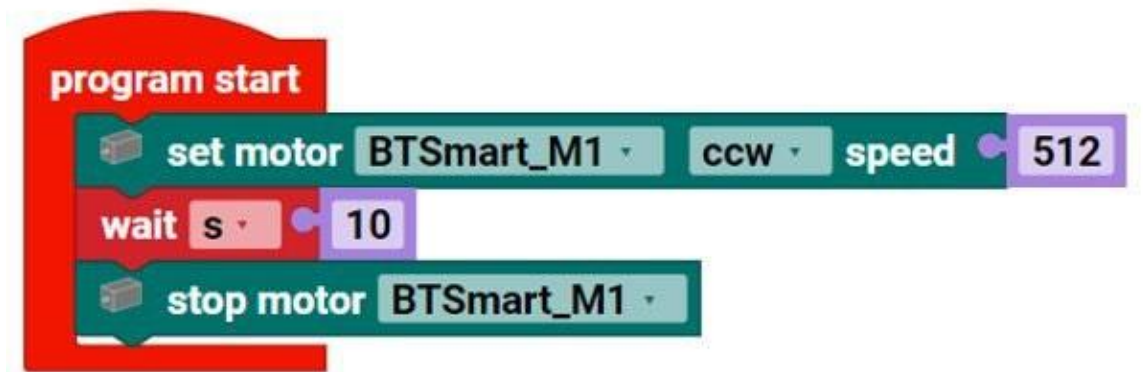 program start
set motor BTSmart_M1 ccw speed 512
wait s 10
stop motor BTSmart_M1